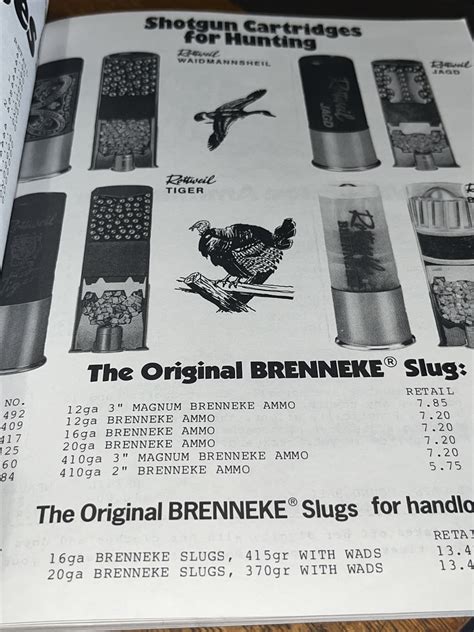 Shotgun Cartridges
for Hunting
Rottweil
WAIDMANNSHEIL
Rottweil
JAGD
Rottweil
JAGD
Rottweil
TIGER
Rottweil
The Original BRENNEKE® Slug:
NO.
RETAIL
492
12ga 3" MAGNUM BRENNEKE AMMO 7.85
409
12ga BRENNEKE AMMO 7.20
417
16ga BRENNEKE AMMO 7.20
425
20ga BRENNEKE AMMO 7.20
60
410ga 3" MAGNUM BRENNEKE AMMO 7.20
84
410ga 2" BRENNEKE AMMO 5.75
The Original BRENNEKE® Slugs for handlo
RETA
16ga BRENNEKE SLUGS, 415gr WITH WADS 13.4
20ga BRENNEKE SLUGS, 370gr WITH WADS 13.4